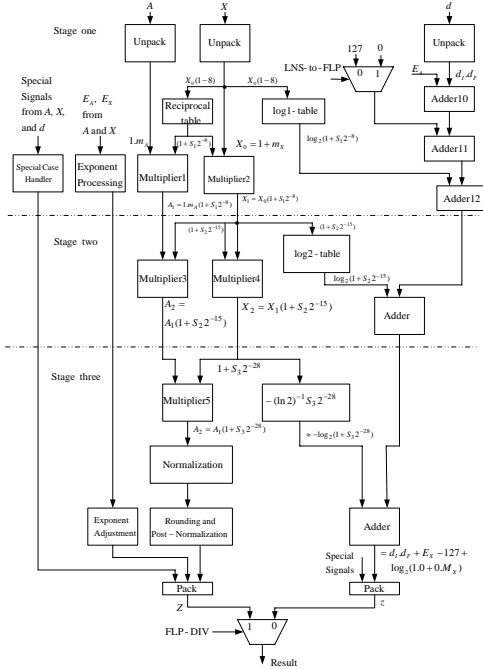 A
X
d
Stage one
Unpack
Unpack
Unpack
127
0
LNS-to-FLP
0
1
E_A
d_I.d_F
Special
Signals
from A, X,
and d
E_A, E_X
from
A and X
X_0(1-8)
X_0(1-8)
Reciprocal
table
log1-table
Adder10
Adder11
1.m_A
(1+S_1 2^{-8})
X_0 = 1+m_X
log_2(1+S_1 2^{-8})
Special Case
Handler
Exponent
Processing
Multiplier1
Multiplier2
Adder12
A_1 = 1.m_A(1+S_1 2^{-8})
X_1 = X_0(1+S_1 2^{-8})
Stage two
(1+S_2 2^{-15})
(1+S_2 2^{-15})
log2-table
Multiplier3
Multiplier4
log_2(1+S_2 2^{-15})
A_2 =
A_1(1+S_2 2^{-15})
X_2 = X_1(1+S_2 2^{-15})
Adder
Stage three
1+S_3 2^{-28}
Multiplier5
-(ln 2)^{-1} S_3 2^{-28}
A_2 = A_1(1+S_3 2^{-28})
≈ -log_2(1+S_3 2^{-28})
Normalization
Exponent
Adjustment
Rounding and
Post-Normalization
Adder
Special
Signals
= d_I.d_F + E_X -127+
log_2(1.0+0.M_X)
Pack
Pack
Z
z
FLP-DIV
1
0
Result